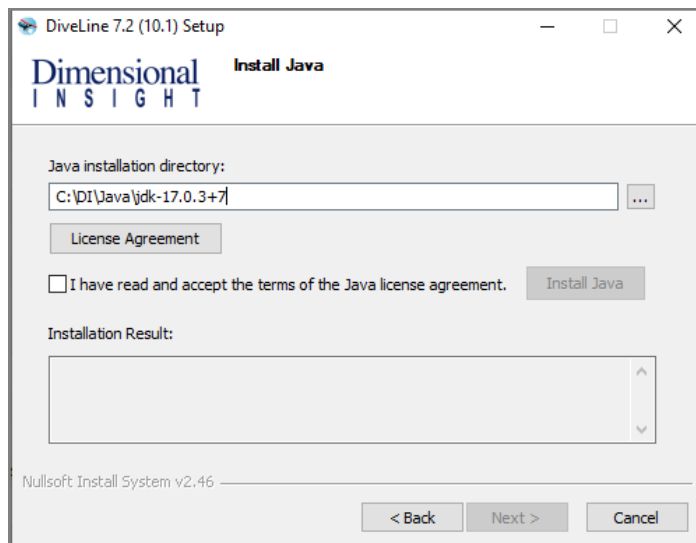 DiveLine 7.2 (10.1) Setup
Dimensional
INSIGHT
Install Java
Java installation directory:
C:\DI\Java\jdk-17.0.3+7
...
License Agreement
I have read and accept the terms of the Java license agreement.
Install Java
Installation Result:
Nullsoft Install System v2.46
< Back
Next >
Cancel